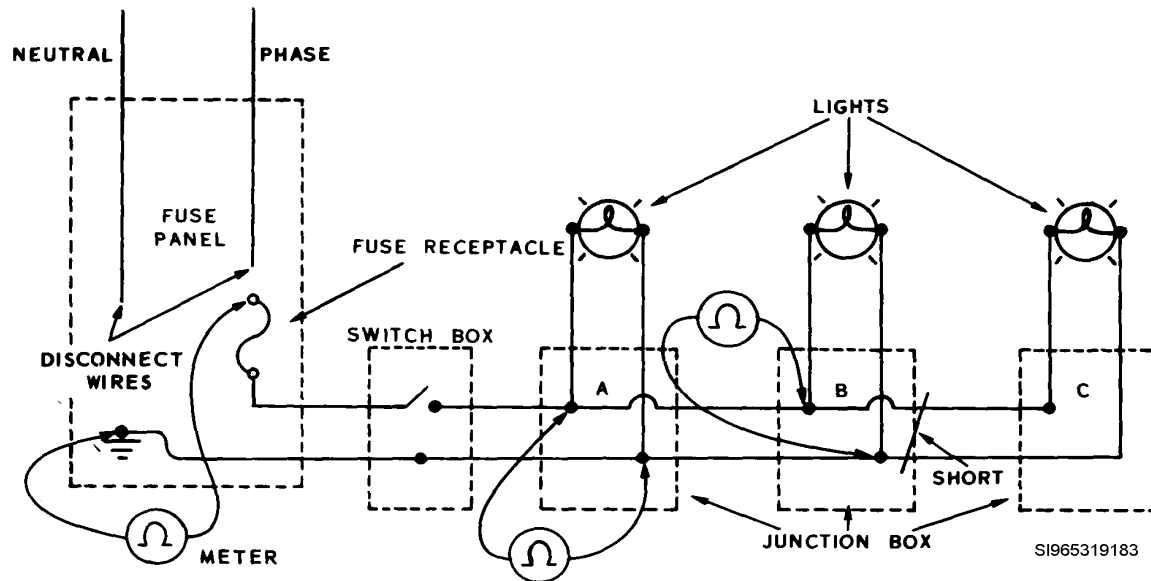 NEUTRAL
PHASE
LIGHTS
FUSE
PANEL
FUSE RECEPTACLE
SWITCH BOX
DISCONNECT
WIRES
A
B
C
Ω
SHORT
Ω
METER
Ω
JUNCTION BOX
SI965319183